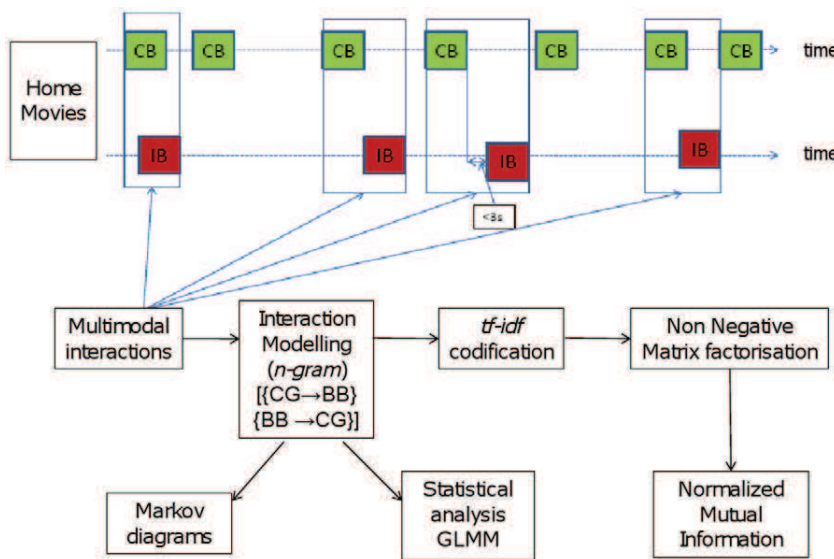 CB CB CB CB CB CB CB time
Home
Movies
IB IB IB IB time
<3s
Multimodal
interactions
Interaction
Modelling
(n-gram)
[{CG→BB}
{BB →CG}]
tf-idf
codification
Non Negative
Matrix factorisation
Markov
diagrams
Statistical
analysis
GLMM
Normalized
Mutual
Information